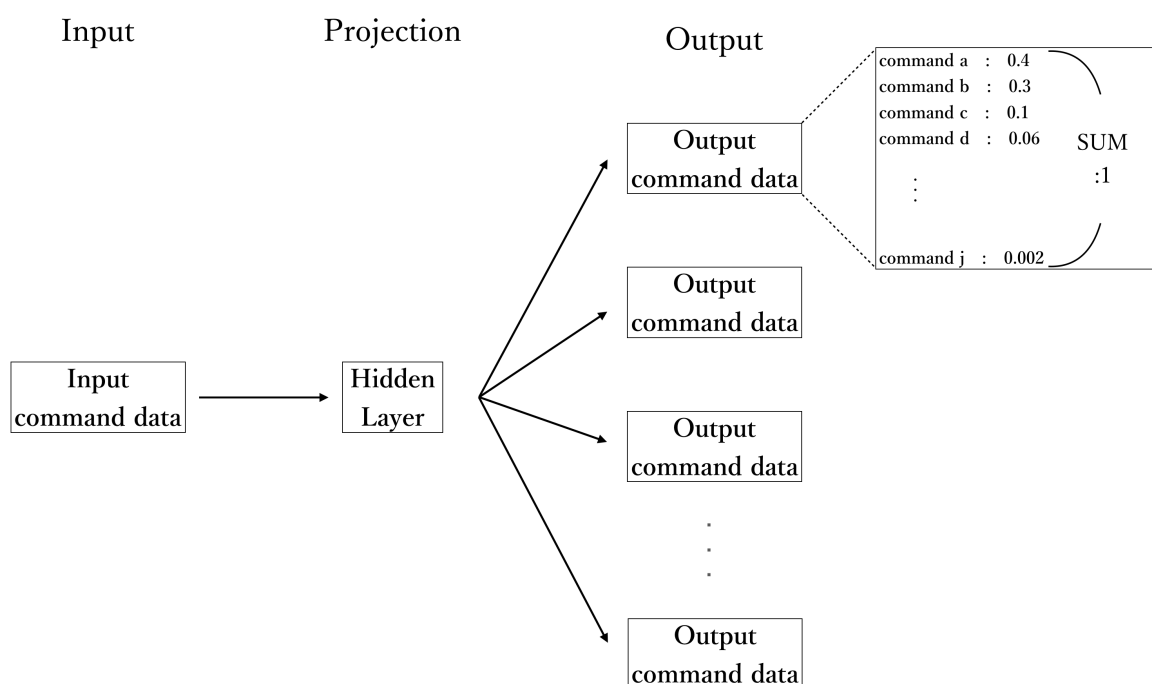 Input
Projection
Output
command a : 0.4
command b : 0.3
command c : 0.1
command d : 0.06
SUM
:1
command j : 0.002
Output
command data
Output
command data
Input
command data
Hidden
Layer
Output
command data
Output
command data